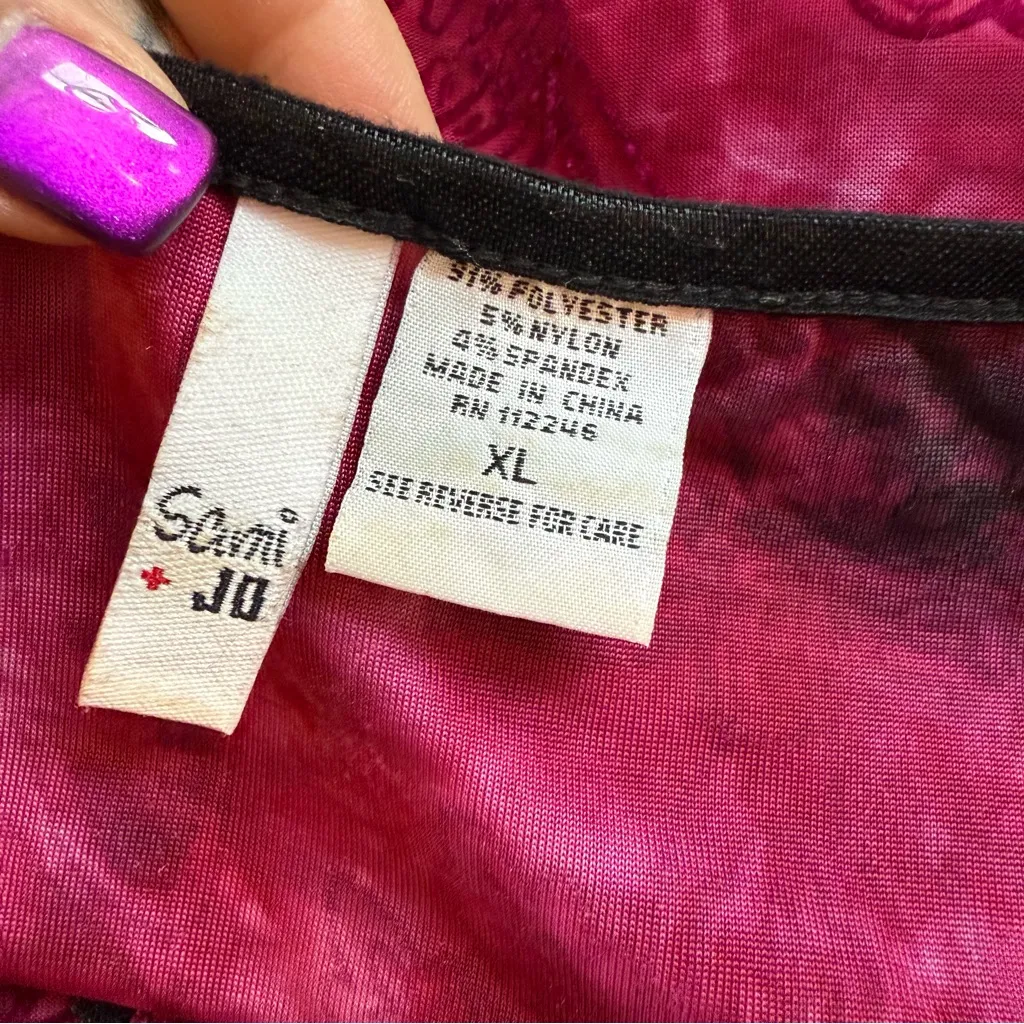 Sami
+ JO
91% POLYESTER
5% NYLON
4% SPANDEX
MADE IN CHINA
RN 112246
XL
SEE REVERSE FOR CARE